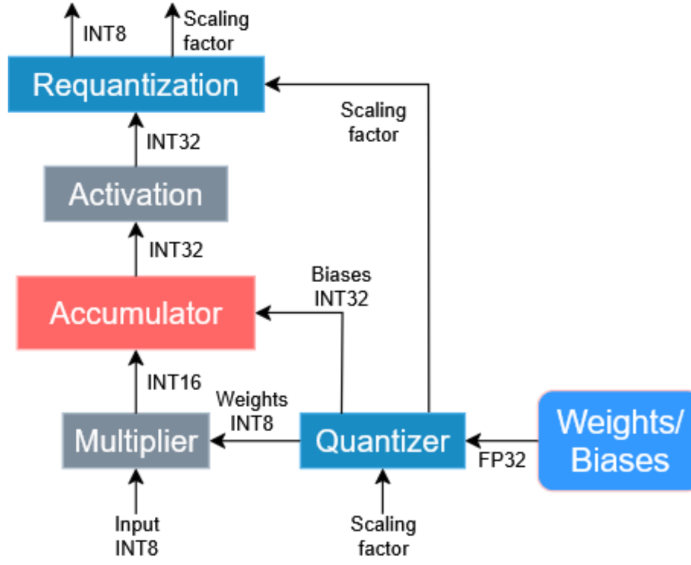 INT8
Scaling
factor
Requantization
Scaling
factor
INT32
Activation
INT32
Biases
INT32
Accumulator
INT16
Weights
INT8
Multiplier
Quantizer
FP32
Weights/
Biases
Input
INT8
Scaling
factor